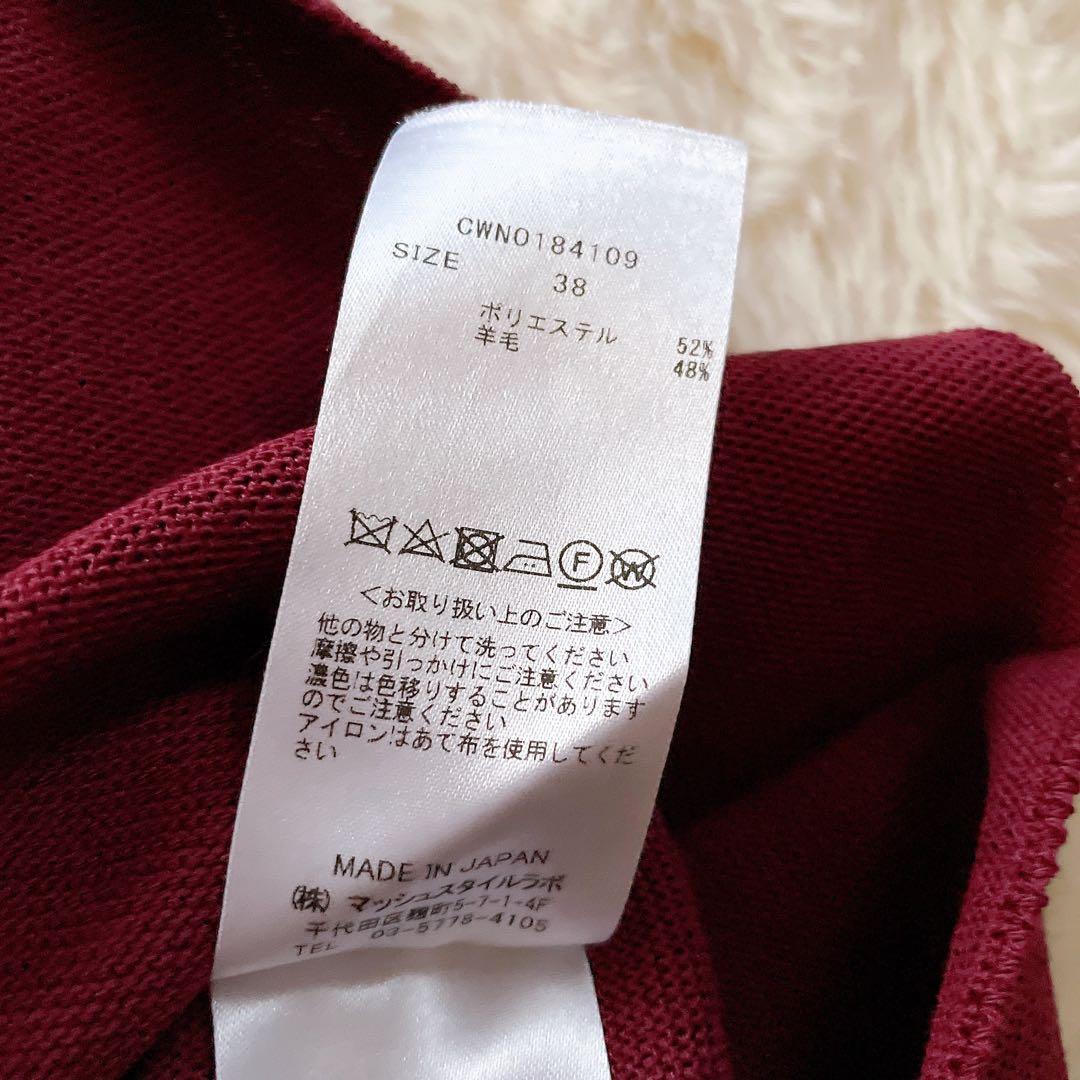 CWN0184109
SIZE 38
ポリエステル 52%
羊毛 48%
F W
<お取り扱い上のご注意>
他の物と分けて洗ってください
摩擦や引っかけにご注意ください
濃色は色移りすることがあります
のでご注意ください
アイロンはあて布を使用してくだ
さい
MADE IN JAPAN
(株) マッシュスタイルラボ
千代田区麹町5-7-1-4F
TEL 03-5778-4105